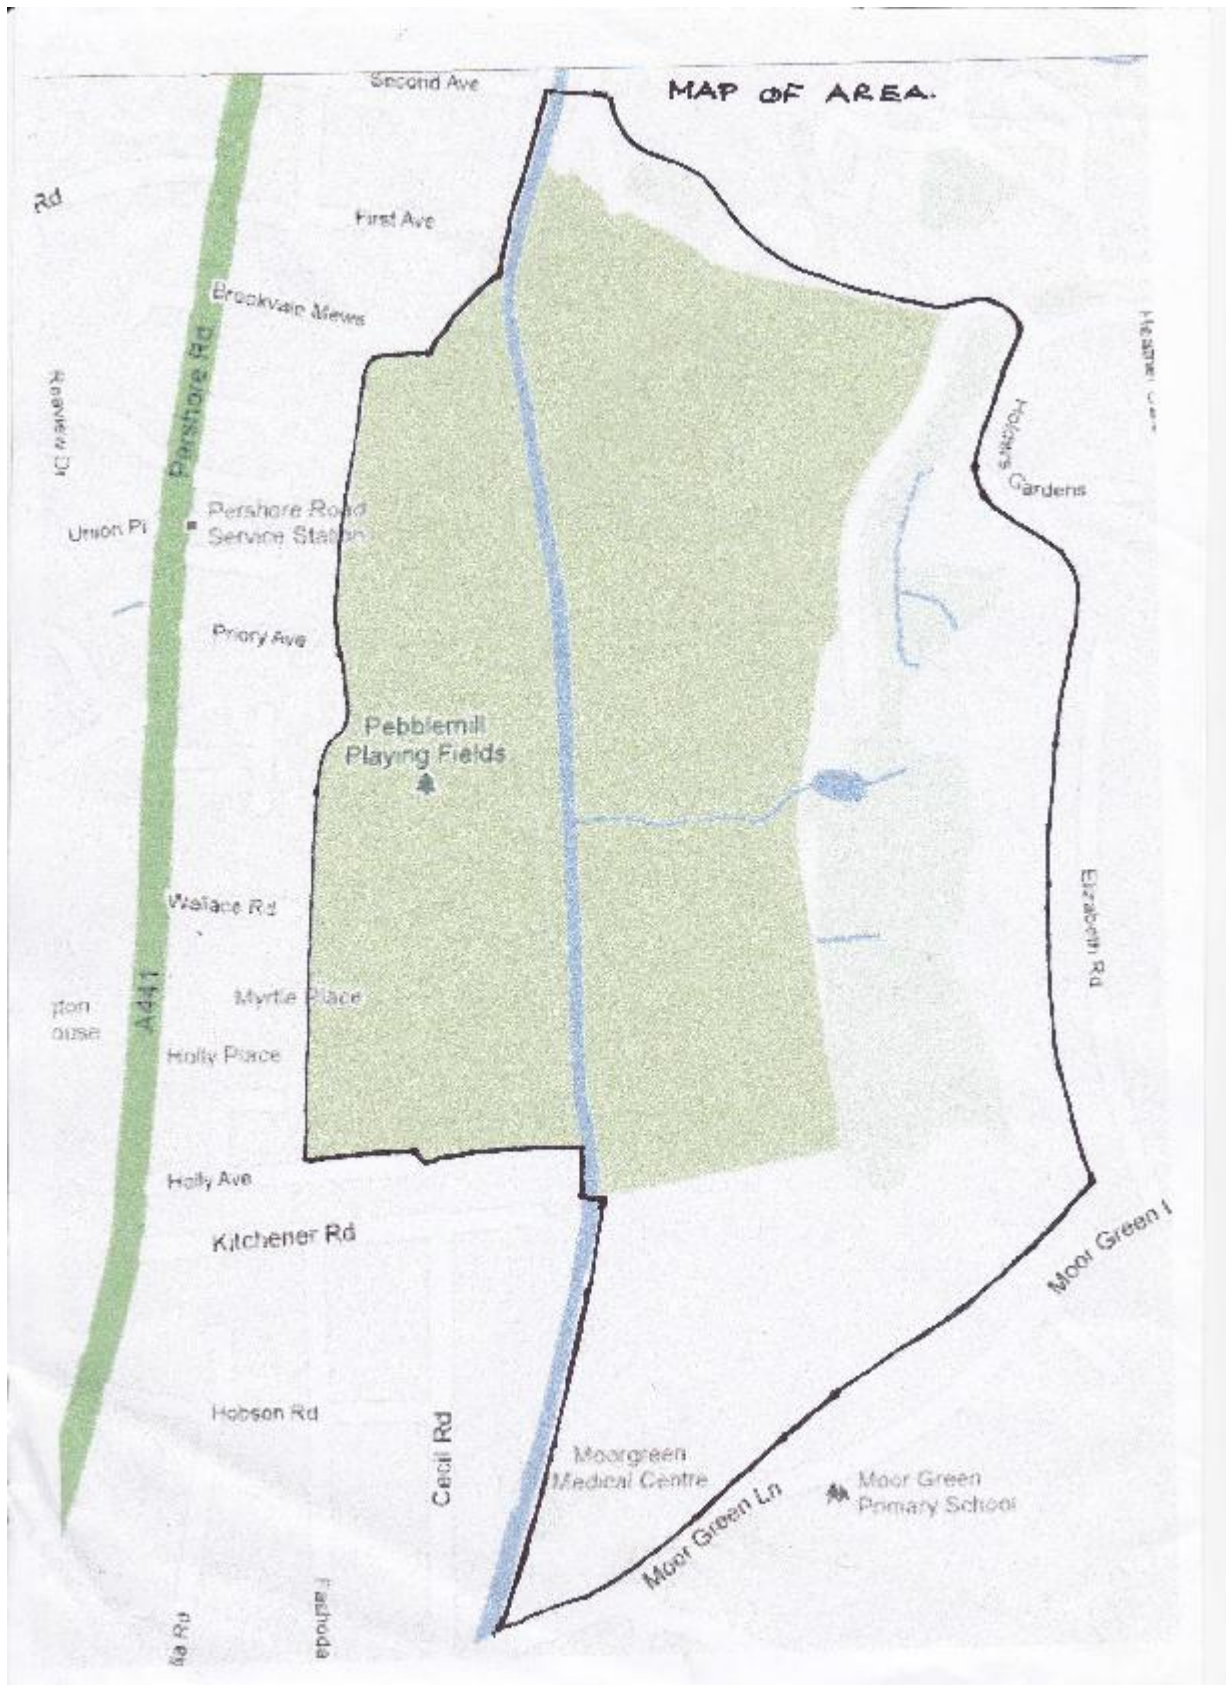 Second Ave
MAP OF AREA.
Rd
First Ave
Brookvale Mews
Pershore Rd
Holders
Gardens
Pershore Road
Service Station
Union Pl
Priory Ave
Pebblemill
Playing Fields
Wallace Rd
Elizabeth Rd
A441
Myrtle Place
Holly Place
Holly Ave
Kitchener Rd
Moor Green
Hobson Rd
Cecil Rd
Moorgreen
Medical Centre
Moor Green
Primary School
Moor Green Ln
Fashoda
Rd